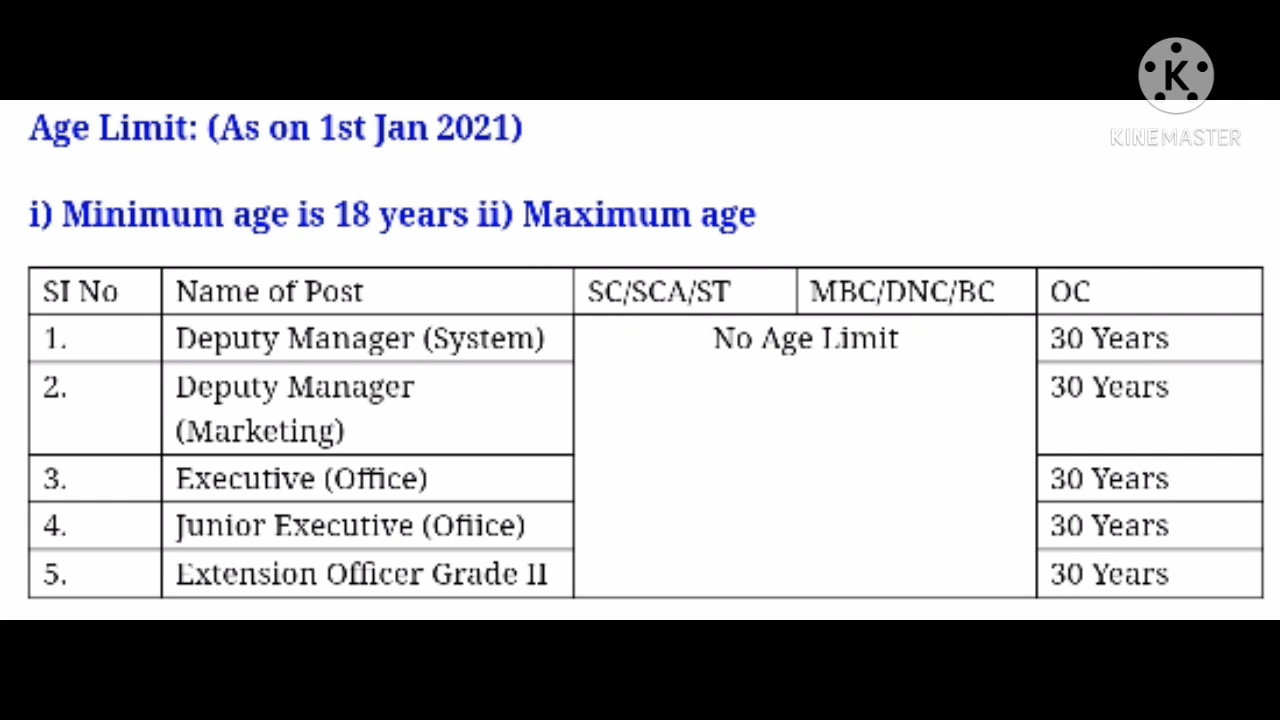 K
KINEMASTER
Age Limit: (As on 1st Jan 2021)
i) Minimum age is 18 years ii) Maximum age
SI No Name of Post SC/SCA/ST MBC/DNC/BC OC
1. Deputy Manager (System) No Age Limit 30 Years
2. Deputy Manager 30 Years
(Marketing)
3. Executive (Office) 30 Years
4. Junior Executive (Ofiice) 30 Years
5. Extension Officer Grade II 30 Years